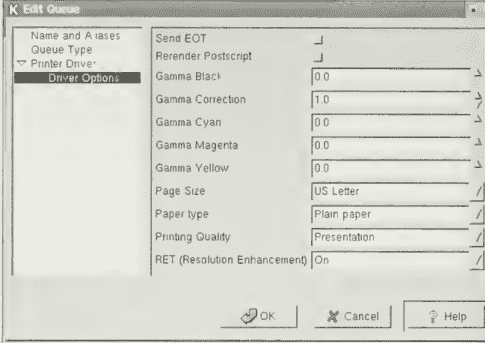 K Edit Queue
Name and Aliases
Queue Type
Printer Driver
Driver Options
Send EOT
Rerender Postscript
Gamma Black 0.0
Gamma Correction 1.0
Gamma Cyan 0.0
Gamma Magenta 0.0
Gamma Yellow 0.0
Page Size US Letter
Paper type Plain paper
Printing Quality Presentation
RET (Resolution Enhancement) On
OK Cancel ? Help